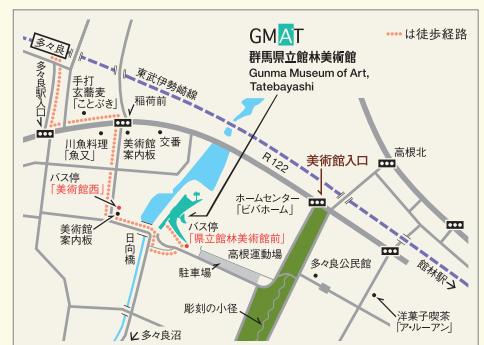 GMAT
群馬県立館林美術館
Gunma Museum of Art,
Tatebayashi
は徒歩経路
多々良
東武伊勢崎線
多々良駅入口
手打
玄蕎麦
「ことぶき」
稲荷前
川魚料理
「魚又」
美術館
案内板
交番
R122
美術館入口
高根北
バス停
「美術館西」
ホームセンター
「ビバホーム」
美術館
案内板
バス停
「県立館林美術館前」
日向橋
高根運動場
駐車場
多々良公民館
館林駅
彫刻の小径
洋菓子喫茶
「ア・ルーアン」
多々良沼